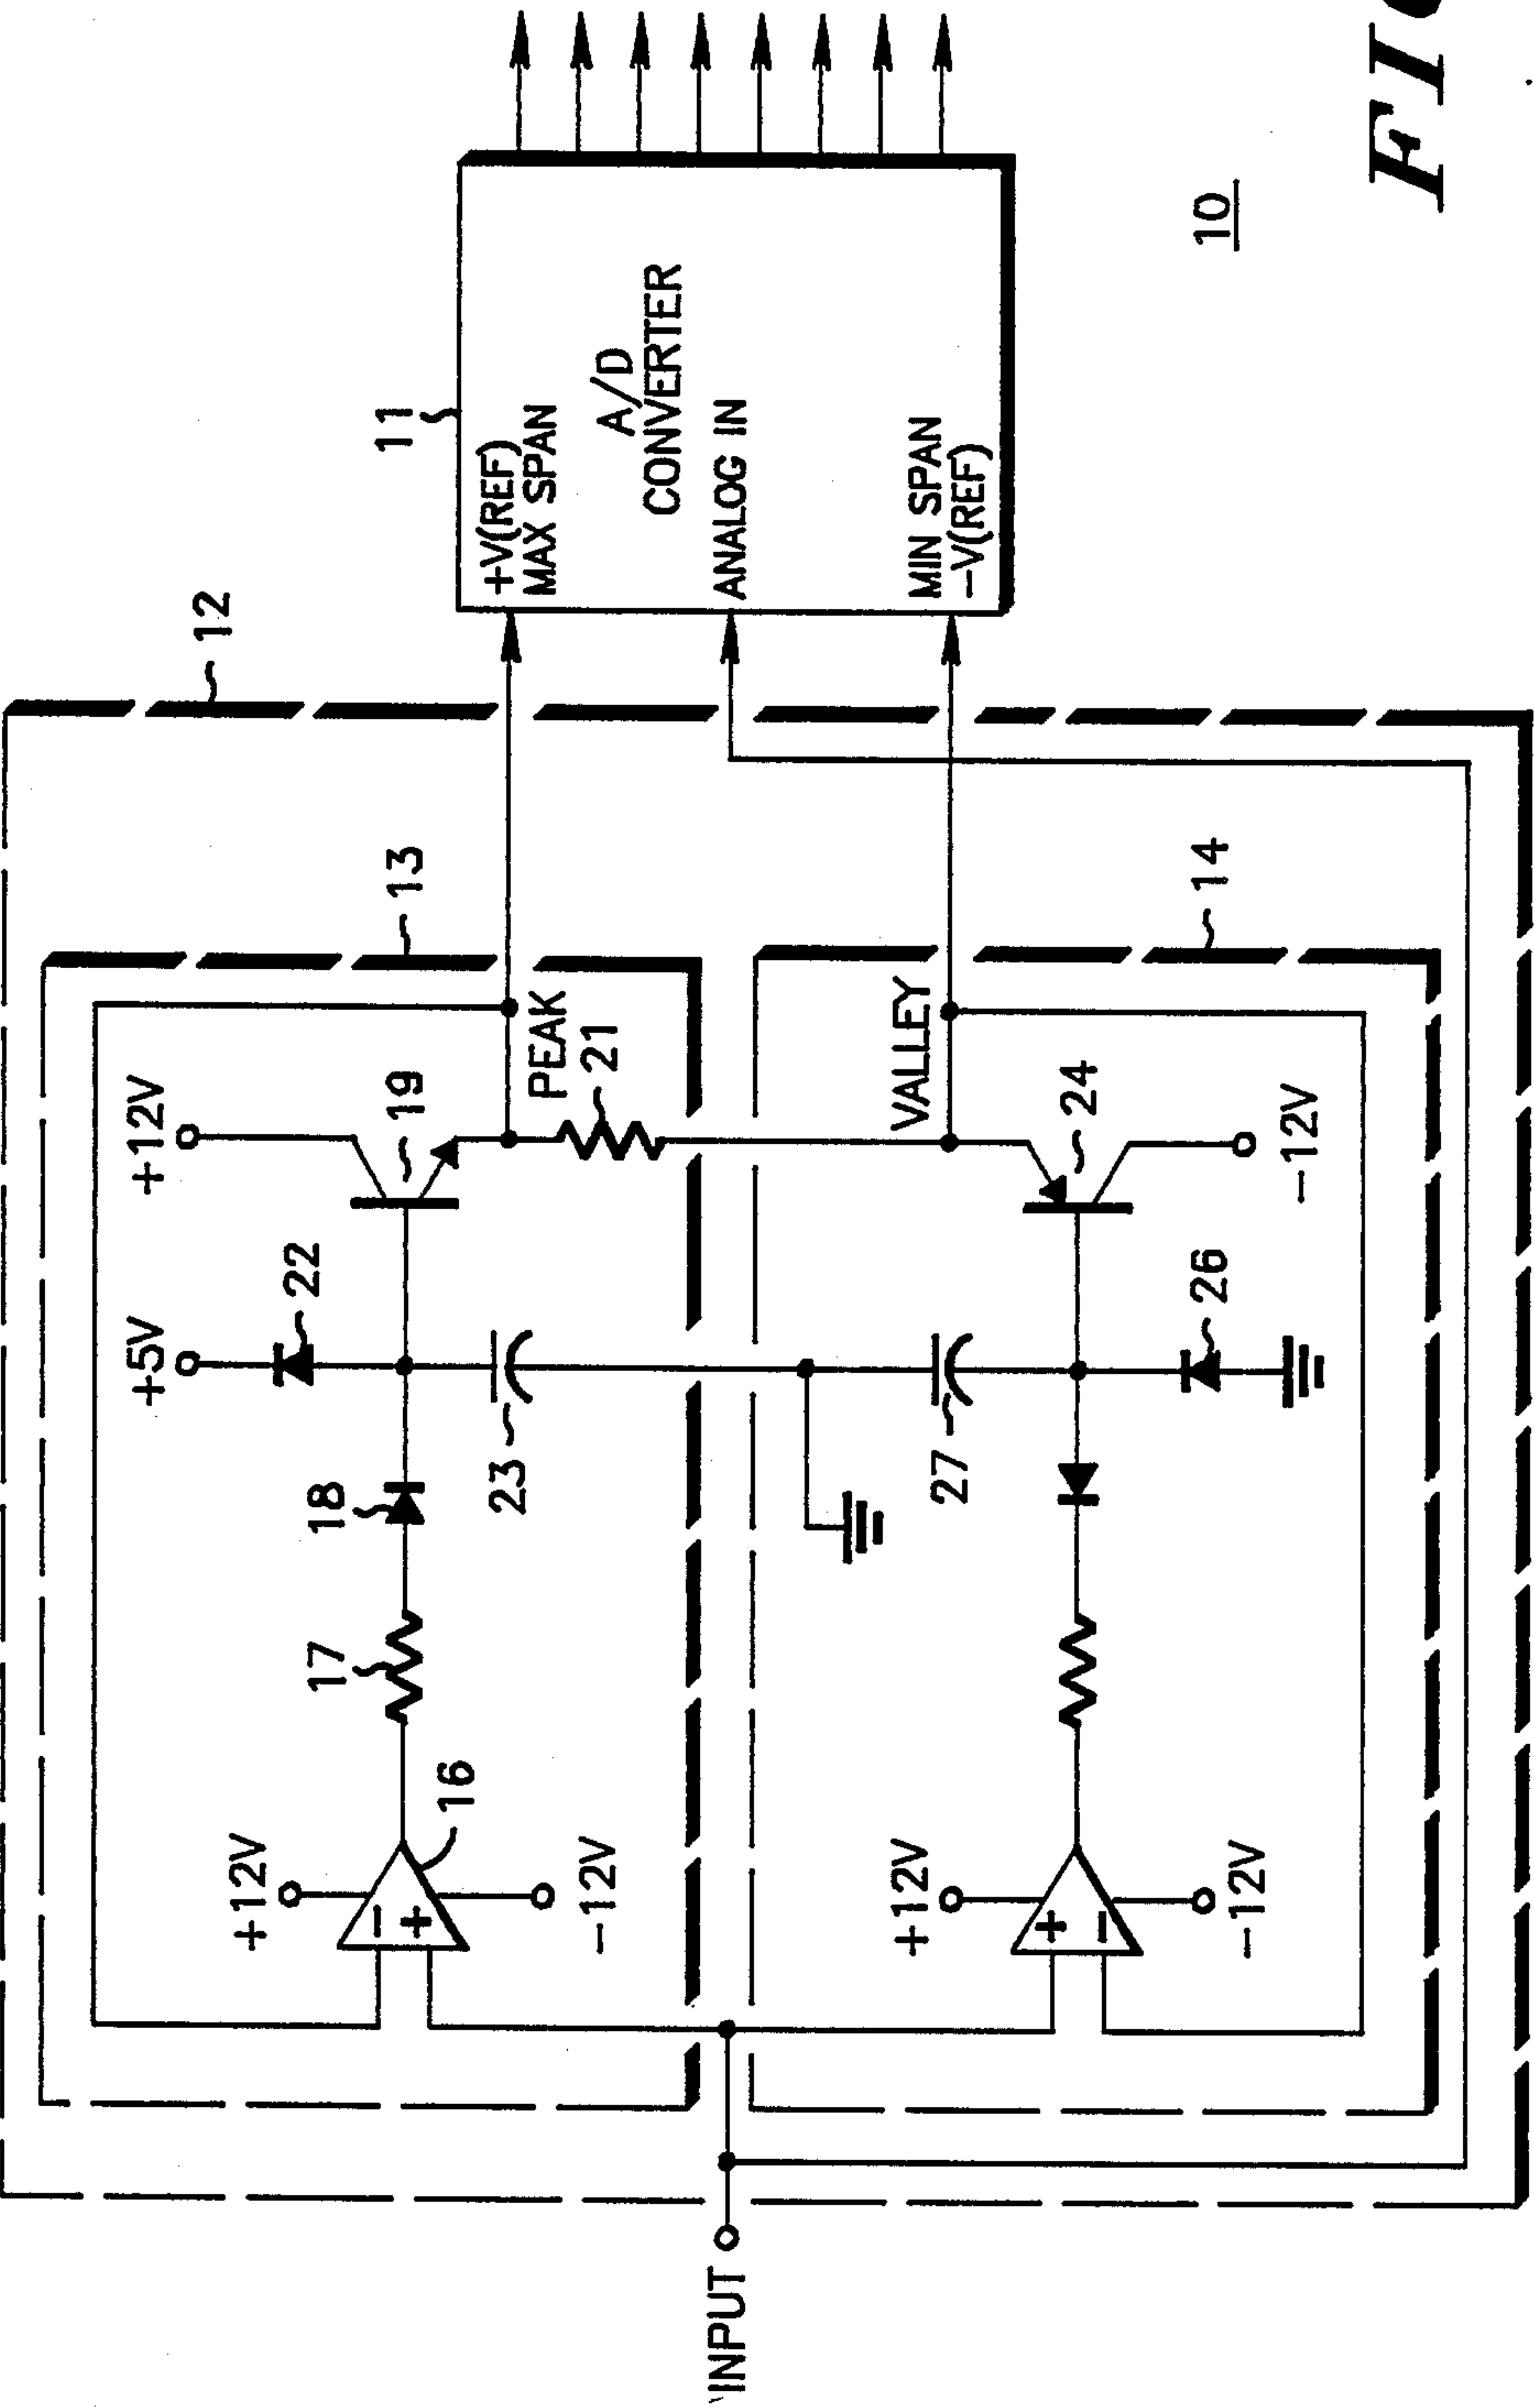 12
11
+V(REF)
MAX SPAN
A/D
CONVERTER
ANALOG IN
MIN SPAN
−V(REF)
10
13
+12V
+5V
22
19
PEAK
21
18
17
23
+12V
16
−12V
INPUT
14
VALLEY
24
−12V
27
26
+12V
−12V
−
+
+
−